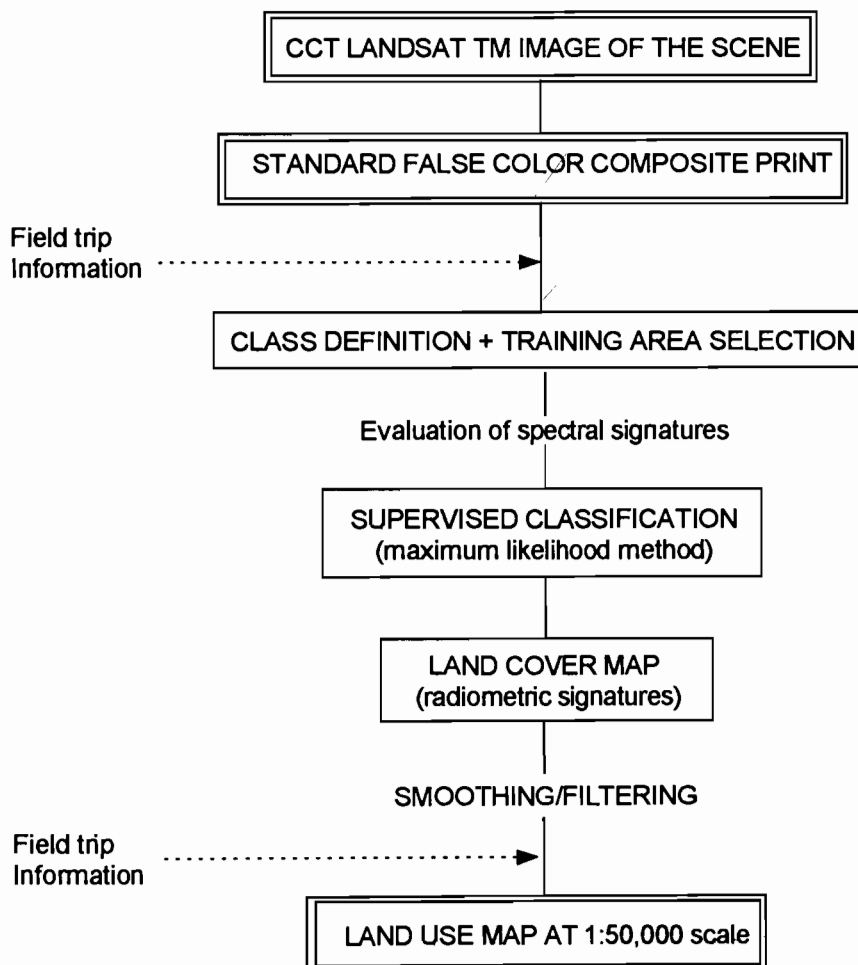 CCT LANDSAT TM IMAGE OF THE SCENE
STANDARD FALSE COLOR COMPOSITE PRINT
Field trip
Information
CLASS DEFINITION + TRAINING AREA SELECTION
Evaluation of spectral signatures
SUPERVISED CLASSIFICATION
(maximum likelihood method)
LAND COVER MAP
(radiometric signatures)
SMOOTHING/FILTERING
Field trip
Information
LAND USE MAP AT 1:50,000 scale